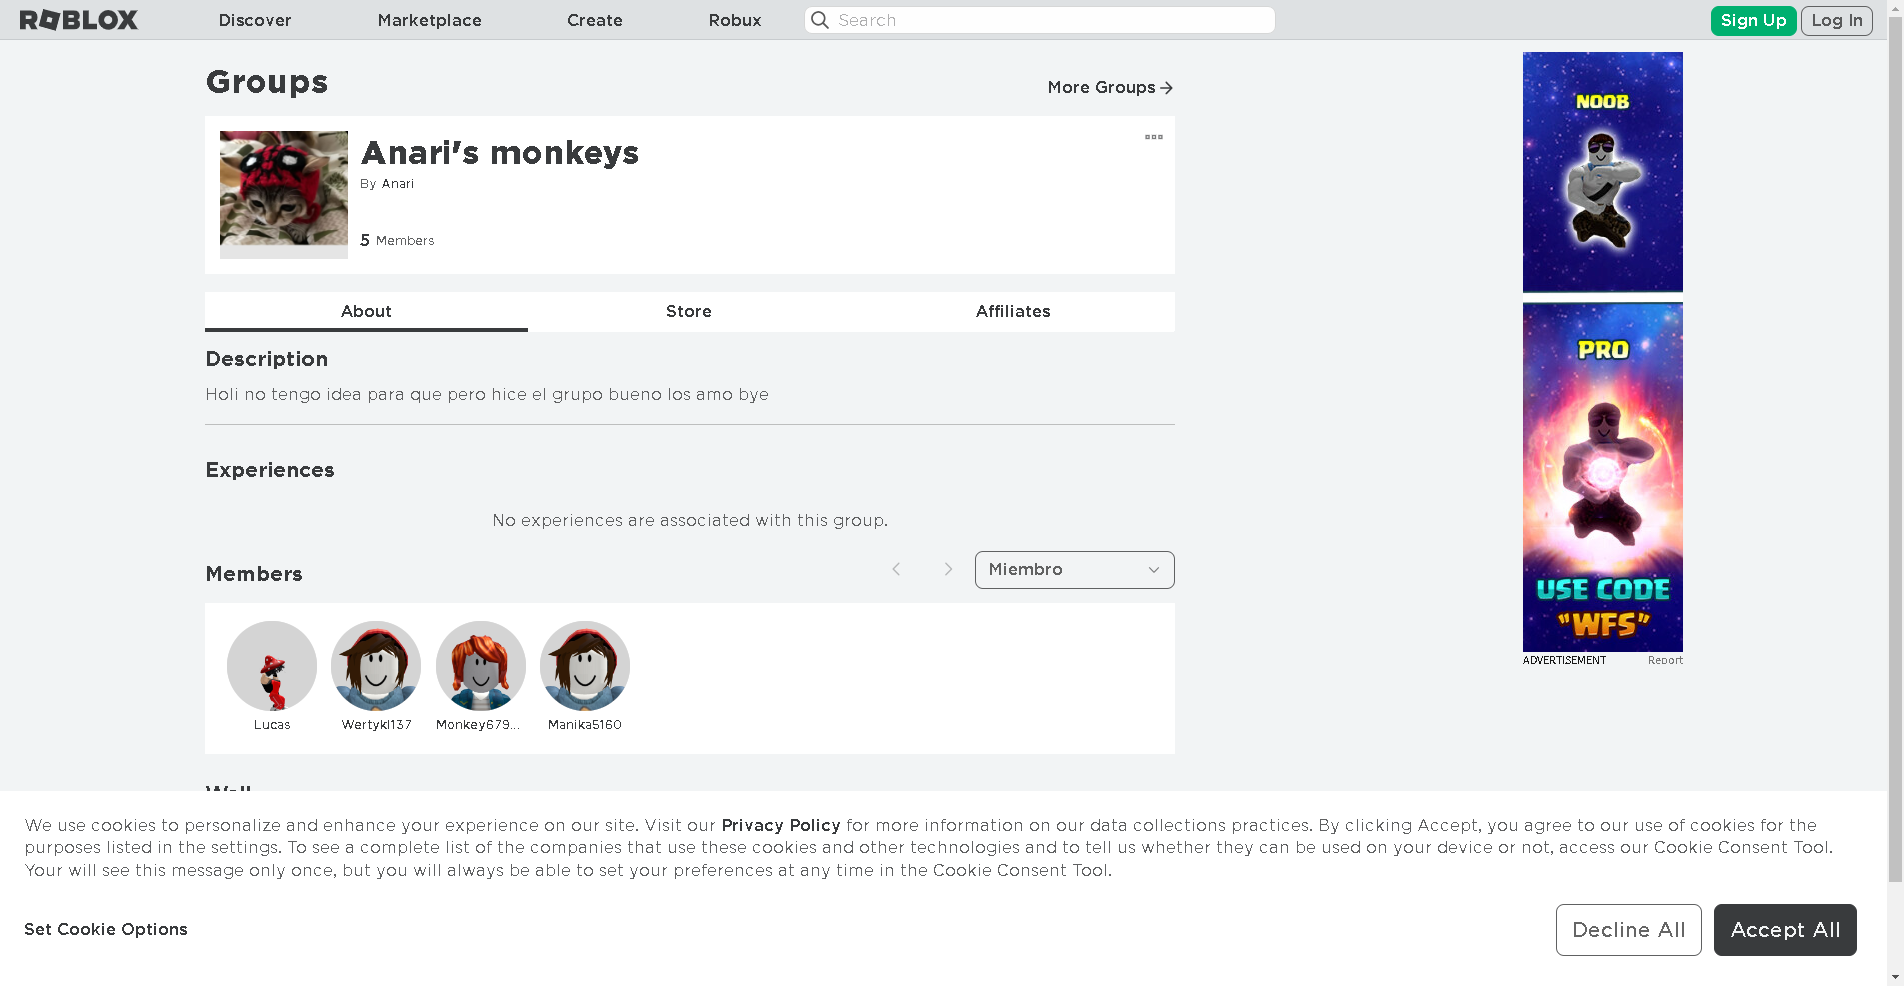 ROBLOX
Discover
Marketplace
Create
Robux
Search
Sign Up
Log In
Groups
More Groups
Anari's monkeys
By Anari
5 Members
About
Store
Affiliates
Description
Holi no tengo idea para que pero hice el grupo bueno los amo bye
Experiences
No experiences are associated with this group.
Members
Miembro
Lucas
Wertykl137
Monkey679...
Manika5160
Wall
NOOB
PRO
USE CODE
"WFS"
ADVERTISEMENT
Report
We use cookies to personalize and enhance your experience on our site. Visit our Privacy Policy for more information on our data collections practices. By clicking Accept, you agree to our use of cookies for the
purposes listed in the settings. To see a complete list of the companies that use these cookies and other technologies and to tell us whether they can be used on your device or not, access our Cookie Consent Tool.
Your will see this message only once, but you will always be able to set your preferences at any time in the Cookie Consent Tool.
Set Cookie Options
Decline All
Accept All